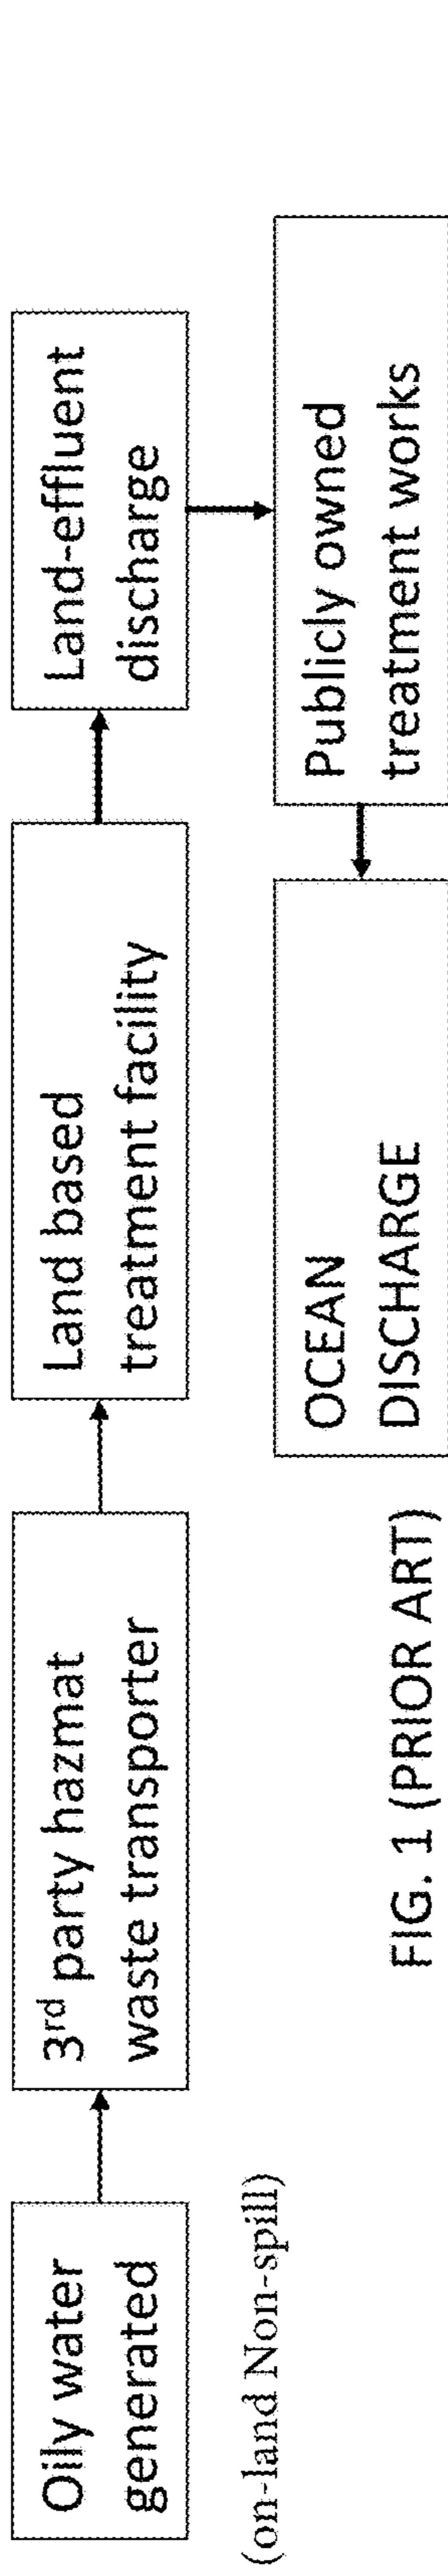 Oily water
generated
(on-land Non-spill)
3rd party hazmat
waste transporter
Land based
treatment facility
Land-effluent
discharge
Publicly owned
treatment works
OCEAN
DISCHARGE
FIG. 1 (PRIOR ART)